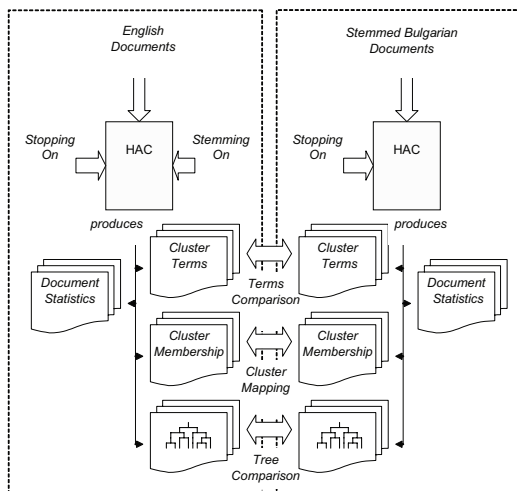 English
Documents
Stemmed Bulgarian
Documents
Stopping
On
HAC
Stemming
On
Stopping
On
HAC
produces
produces
Document
Statistics
Cluster
Terms
Terms
Comparison
Cluster
Terms
Document
Statistics
Cluster
Membership
Cluster
Mapping
Cluster
Membership
Tree
Comparison